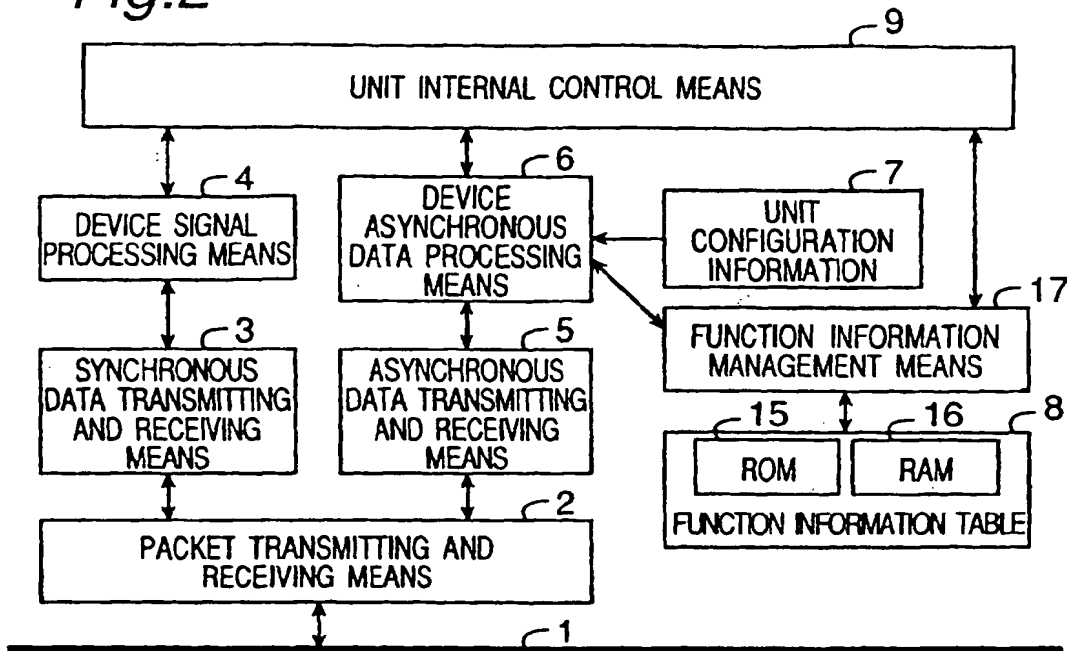 Fig.2
9
UNIT INTERNAL CONTROL MEANS
4
DEVICE SIGNAL
PROCESSING MEANS
6
DEVICE
ASYNCHRONOUS
DATA PROCESSING
MEANS
7
UNIT
CONFIGURATION
INFORMATION
17
FUNCTION INFORMATION
MANAGEMENT MEANS
3
SYNCHRONOUS
DATA TRANSMITTING
AND RECEIVING
MEANS
5
ASYNCHRONOUS
DATA TRANSMITTING
AND RECEIVING
MEANS
8
15
ROM
16
RAM
FUNCTION INFORMATION TABLE
2
PACKET TRANSMITTING AND
RECEIVING MEANS
1